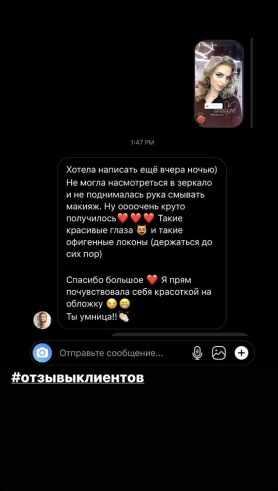 1:47 PM
Хотела написать ещё вчера ночью)
Не могла насмотреться в зеркало
и не поднималась рука смывать
макияж. Ну оооочень круто
получилось❤️❤️❤️ Такие
красивые глаза 😻 и такие
офигенные локоны (держаться до
сих пор)
Спасибо большое ❤️ Я прям
почувствовала себя красоткой на
обложку 😏😁
Ты умница!!👏🏻
Отправьте сообщение...
#отзывыклиентов